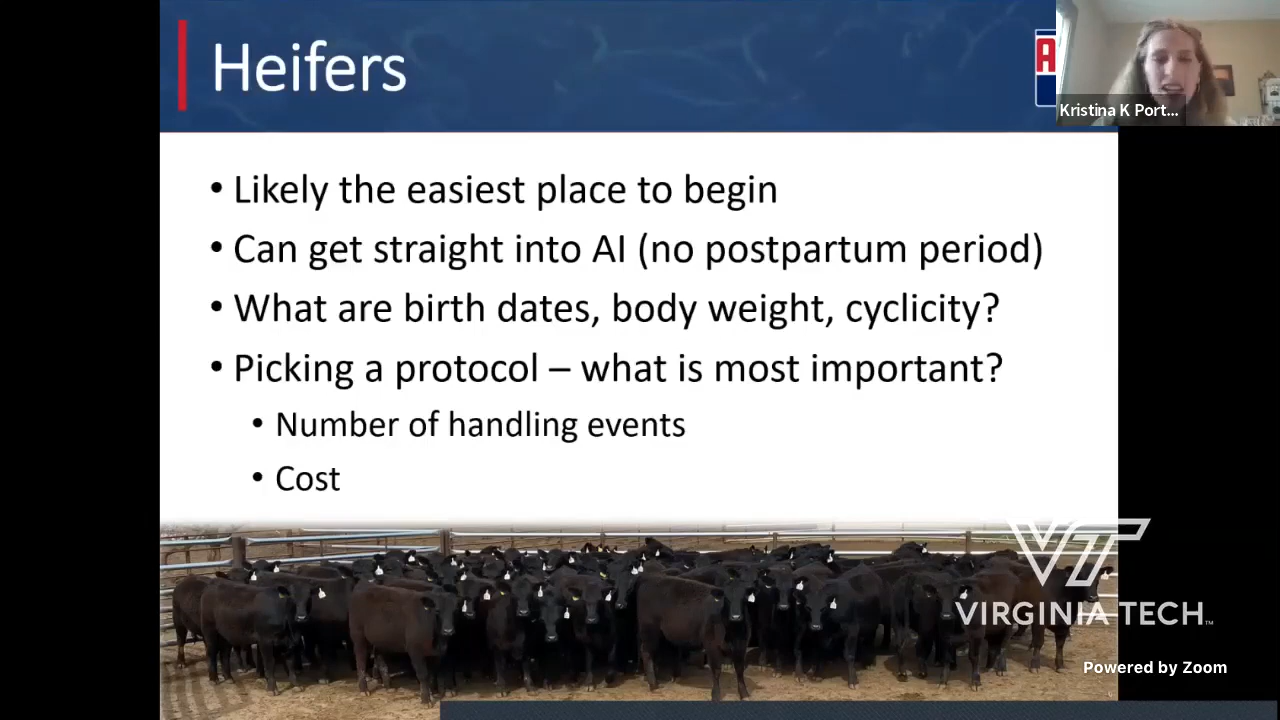 Heifers
A
Kristina K Port...
• Likely the easiest place to begin
• Can get straight into AI (no postpartum period)
• What are birth dates, body weight, cyclicity?
• Picking a protocol – what is most important?
• Number of handling events
• Cost
VT
VIRGINIA TECH™
Powered by Zoom